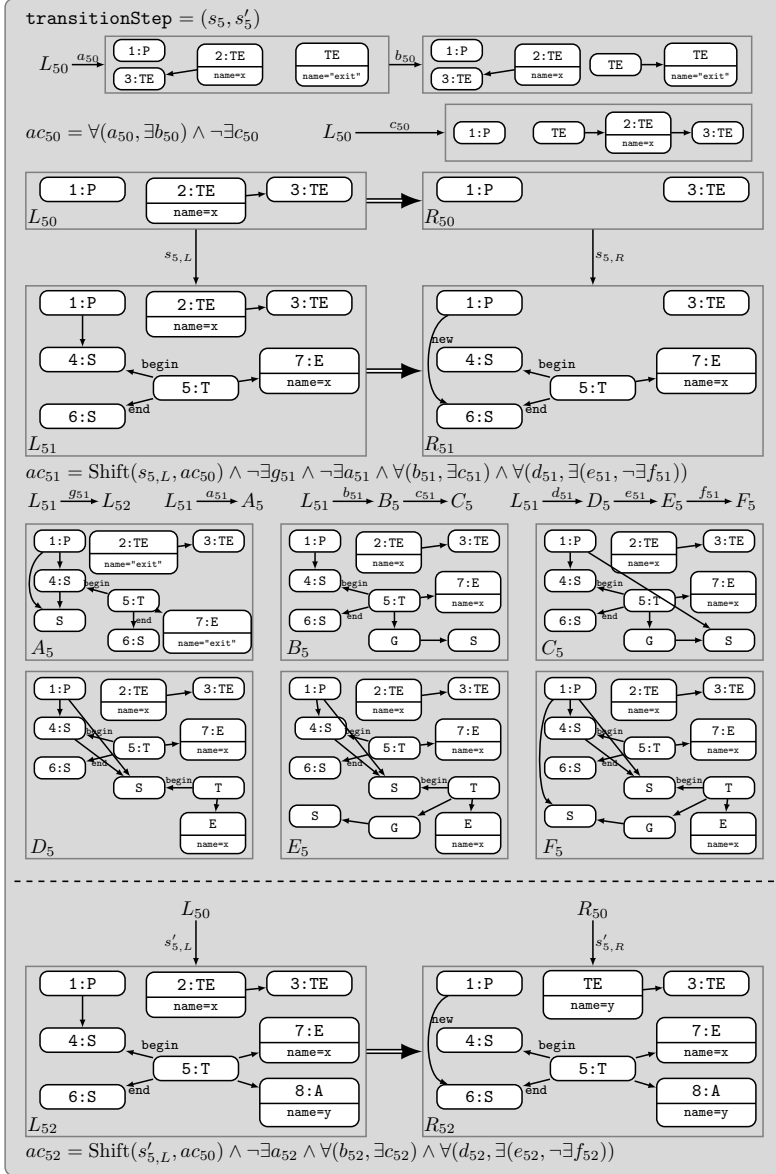 transitionStep = (s₅, s′₅)
L₅₀ a₅₀ 1:P 2:TE name=x 3:TE TE name="exit" b₅₀ 1:P 2:TE name=x 3:TE TE TE name="exit"
ac₅₀ = ∀(a₅₀, ∃b₅₀) ∧ ¬∃c₅₀ L₅₀ c₅₀ 1:P TE 2:TE name=x 3:TE
1:P 2:TE name=x 3:TE L₅₀ 1:P 3:TE R₅₀
s₅,L s₅,R
1:P 2:TE name=x 3:TE 1:P 3:TE
new
4:S begin 7:E name=x 4:S begin 7:E name=x
5:T 5:T
6:S end 6:S end
L₅₁ R₅₁
ac₅₁ = Shift(s₅,L, ac₅₀) ∧ ¬∃g₅₁ ∧ ¬∃a₅₁ ∧ ∀(b₅₁, ∃c₅₁) ∧ ∀(d₅₁, ∃(e₅₁, ¬∃f₅₁))
L₅₁ g₅₁ L₅₂ L₅₁ a₅₁ A₅ L₅₁ b₅₁ B₅ c₅₁ C₅ L₅₁ d₅₁ D₅ e₅₁ E₅ f₅₁ F₅
1:P 2:TE name="exit" 3:TE 1:P 2:TE name=x 3:TE 1:P 2:TE name=x 3:TE
4:S begin 4:S begin 7:E name=x 4:S begin 7:E name=x
S 5:T end 7:E name="exit" 6:S end 5:T 6:S end 5:T
A₅ 6:S B₅ G S C₅ G S
1:P 2:TE name=x 3:TE 1:P 2:TE name=x 3:TE 1:P 2:TE name=x 3:TE
4:S begin 7:E name=x 4:S begin 7:E name=x 4:S begin 7:E name=x
6:S end 5:T 6:S end 5:T 6:S end 5:T
S begin T S begin T S begin T
E name=x S G E name=x S G E name=x
D₅ E₅ F₅
L₅₀ R₅₀
s′₅,L s′₅,R
1:P 2:TE name=x 3:TE 1:P TE name=y 3:TE
new
4:S begin 7:E name=x 4:S begin 7:E name=x
5:T 5:T
6:S end 8:A name=y 6:S end 8:A name=y
L₅₂ R₅₂
ac₅₂ = Shift(s′₅,L, ac₅₀) ∧ ¬∃a₅₂ ∧ ∀(b₅₂, ∃c₅₂) ∧ ∀(d₅₂, ∃(e₅₂, ¬∃f₅₂))